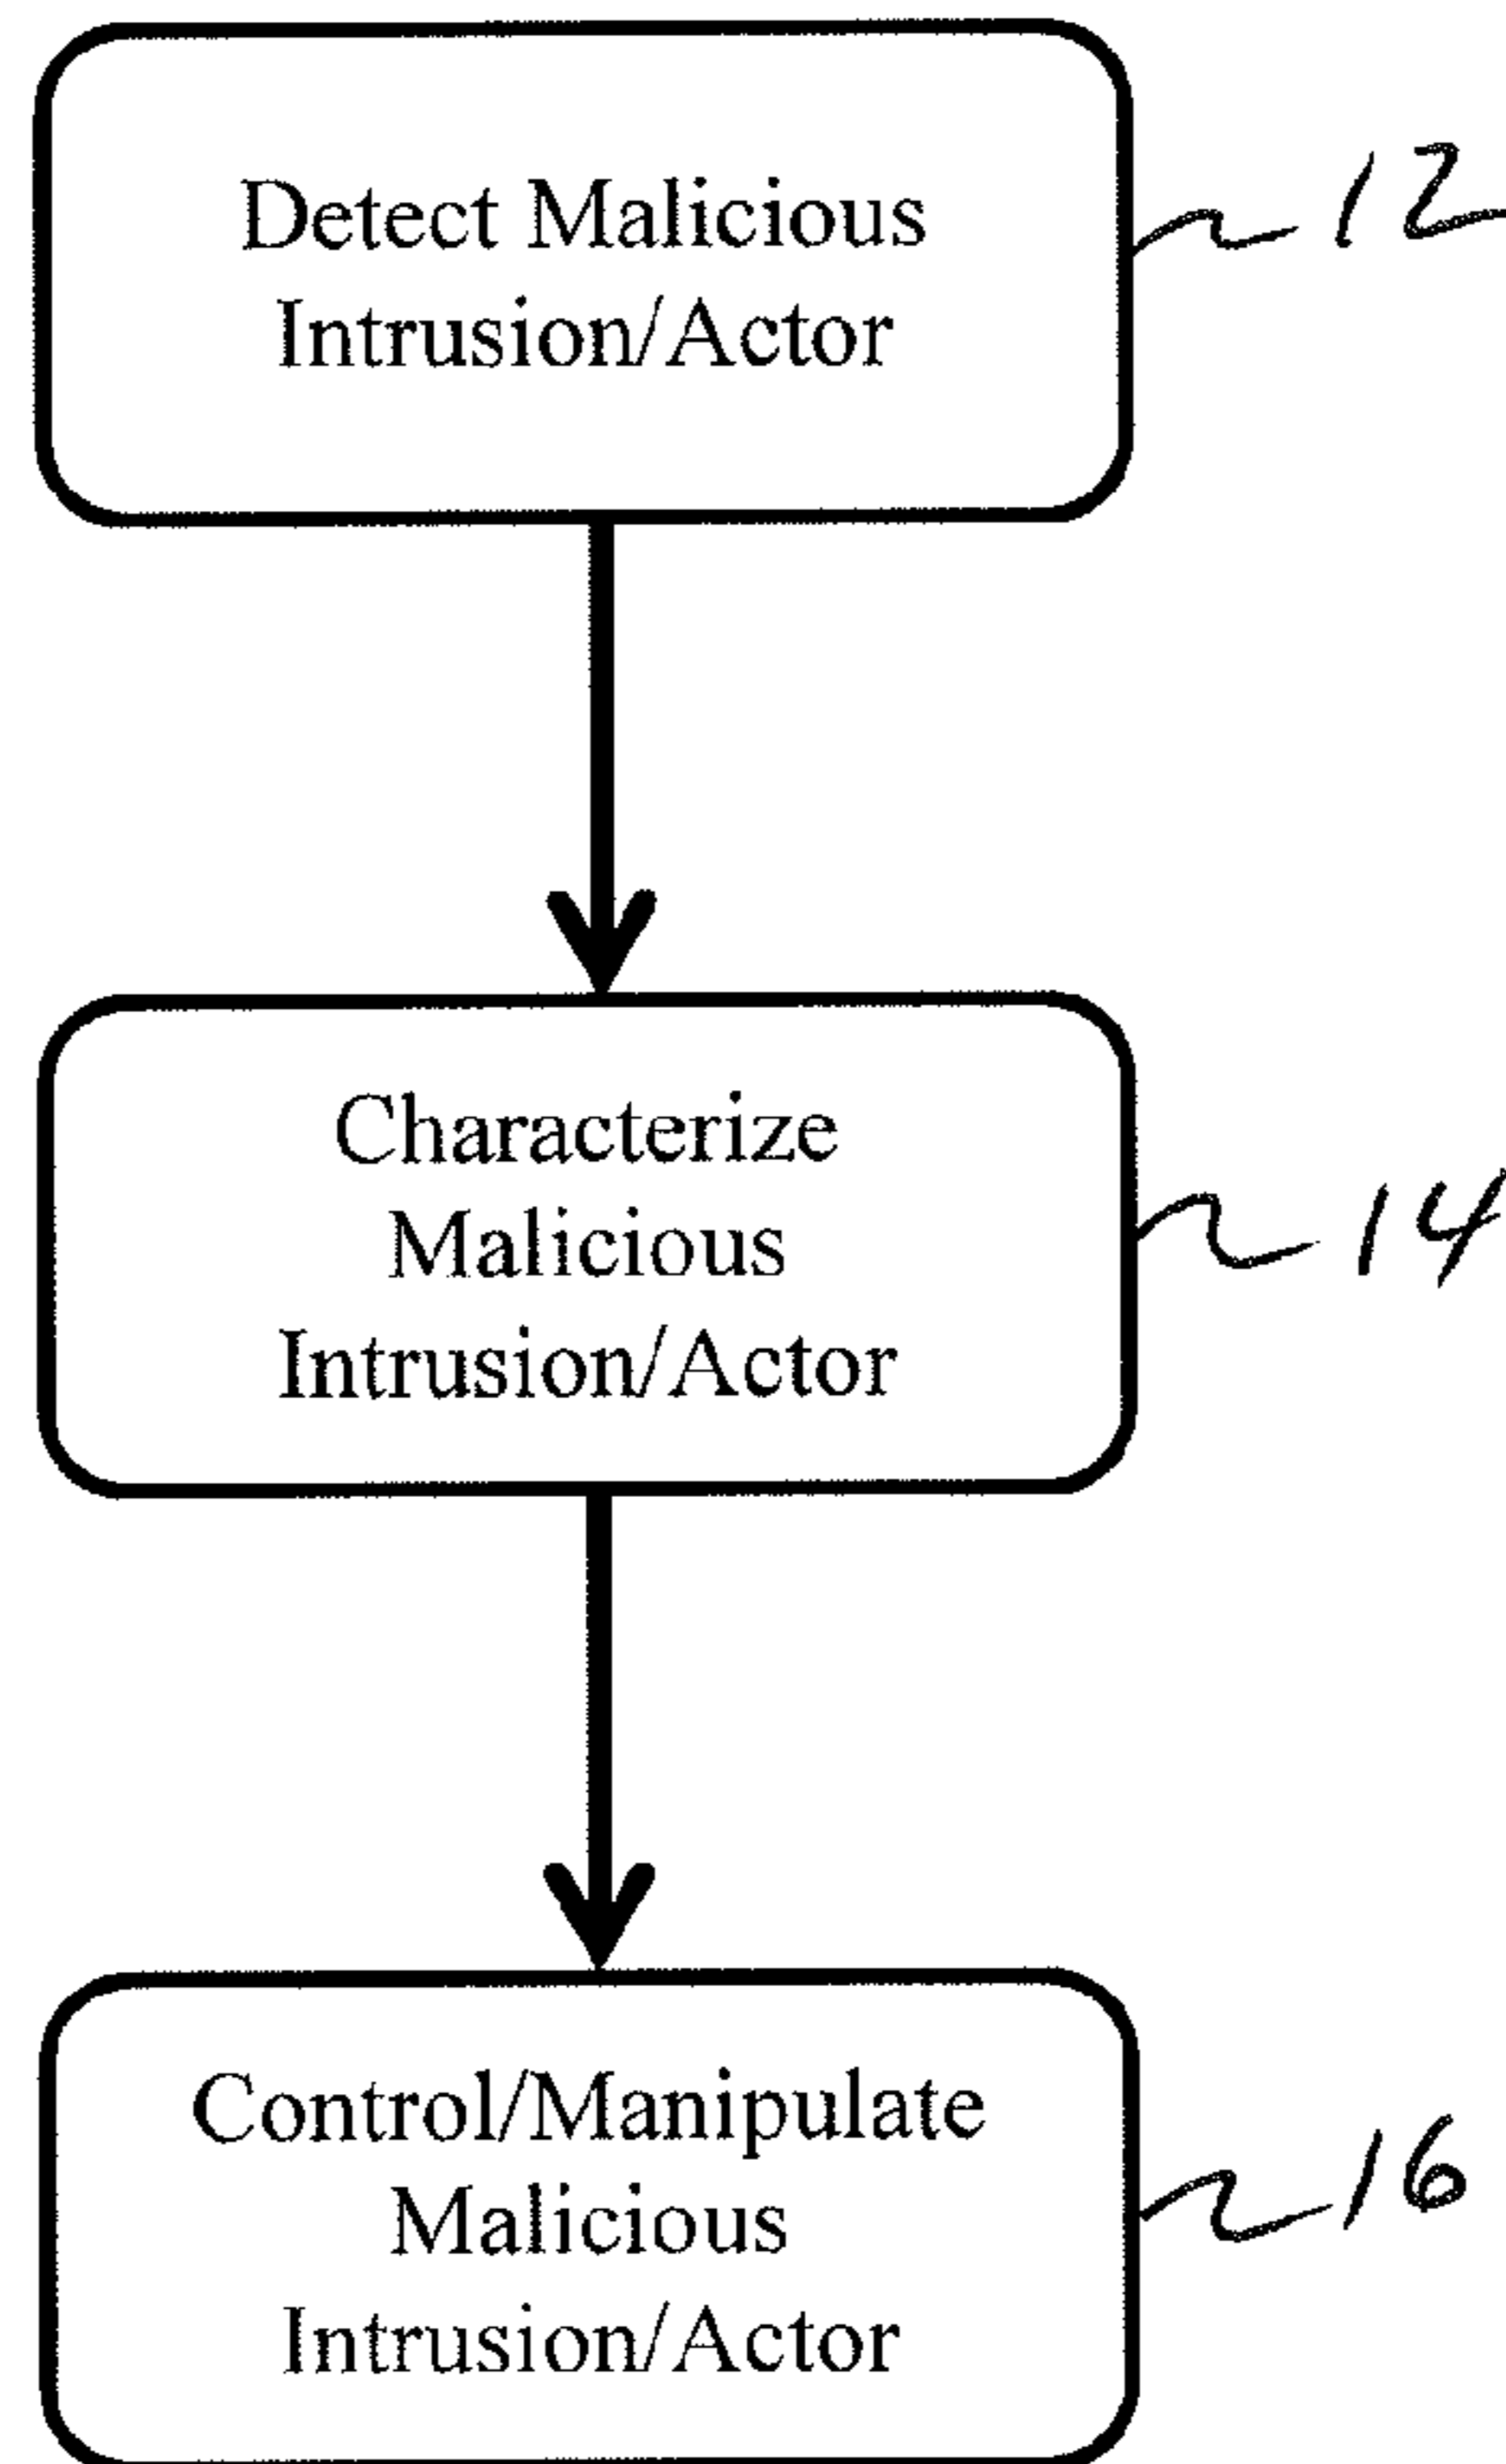 Detect Malicious
Intrusion/Actor
12
Characterize
Malicious
Intrusion/Actor
14
Control/Manipulate
Malicious
Intrusion/Actor
16